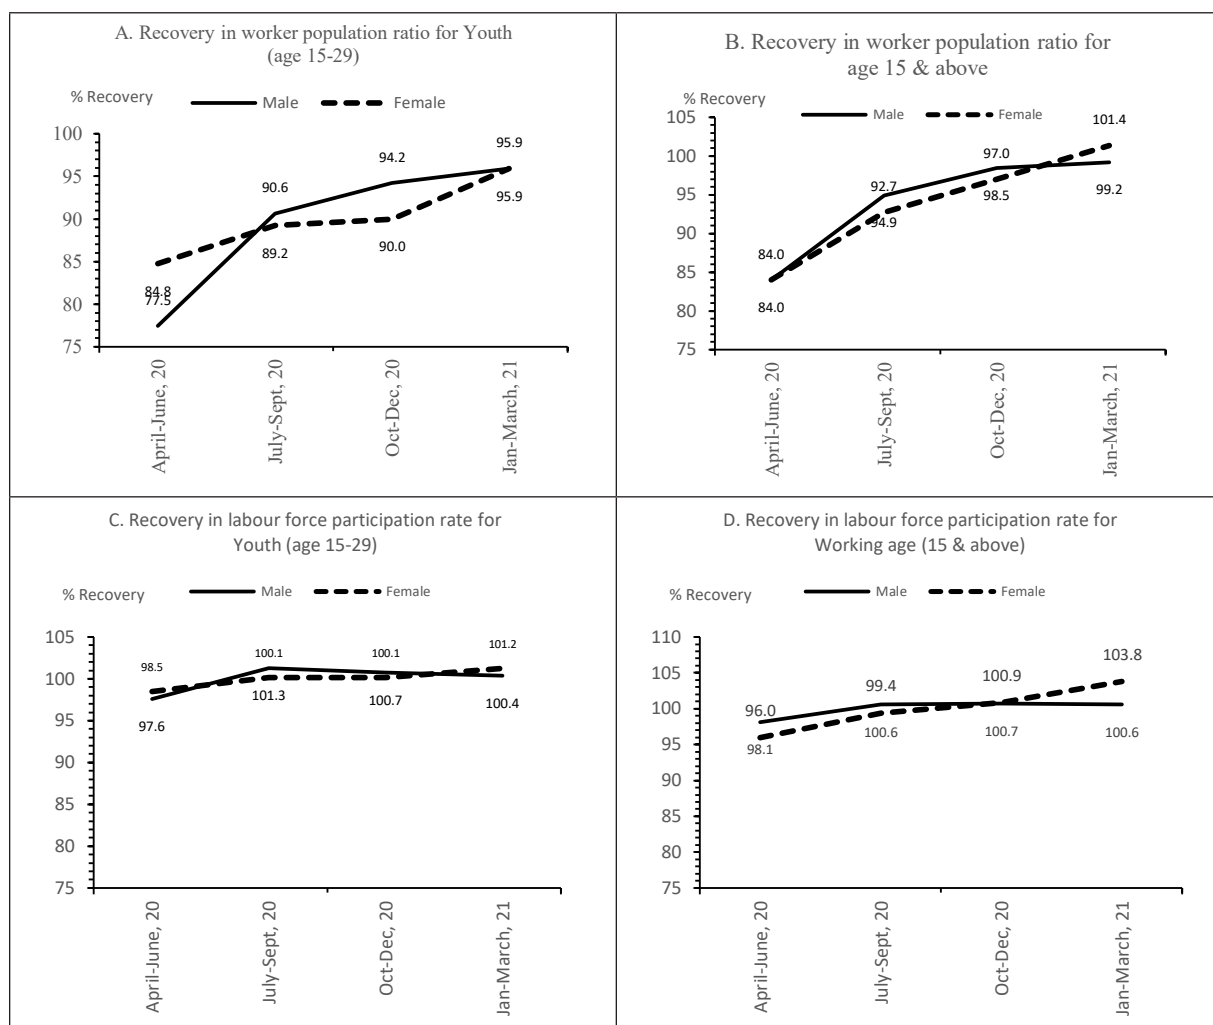 A. Recovery in worker population ratio for Youth
(age 15-29)
% Recovery
Male
Female
100
95
90
85
80
75
95.9
94.2
90.6
95.9
90.0
89.2
84.8
77.5
April-June, 20
July-Sept, 20
Oct-Dec, 20
Jan-March, 21
B. Recovery in worker population ratio for
age 15 & above
% Recovery
Male
Female
105
100
95
90
85
80
75
101.4
97.0
92.7
99.2
98.5
94.9
84.0
84.0
April-June, 20
July-Sept, 20
Oct-Dec, 20
Jan-March, 21
C. Recovery in labour force participation rate for
Youth (age 15-29)
% Recovery
Male
Female
105
100
95
90
85
80
75
98.5
100.1
100.1
101.2
97.6
101.3
100.7
100.4
April-June, 20
July-Sept, 20
Oct-Dec, 20
Jan-March, 21
D. Recovery in labour force participation rate for
Working age (15 & above)
% Recovery
Male
Female
110
105
100
95
90
85
80
75
96.0
99.4
100.9
103.8
98.1
100.6
100.7
100.6
April-June, 20
July-Sept, 20
Oct-Dec, 20
Jan-March, 21